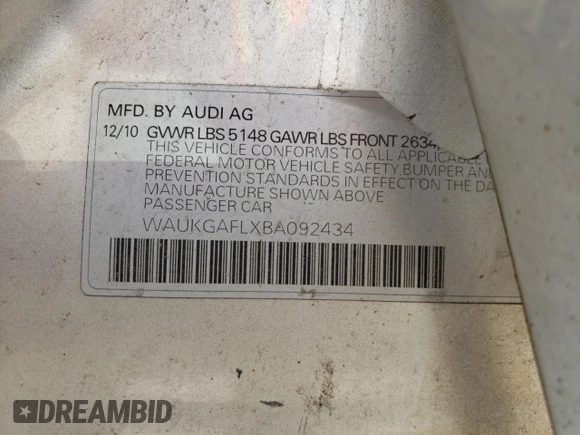 MFD. BY AUDI AG
12/10 GVWR LBS 5148 GAWR LBS FRONT 2634
THIS VEHICLE CONFORMS TO ALL APPLICABLE
FEDERAL MOTOR VEHICLE SAFETY,BUMPER AND
PREVENTION STANDARDS IN EFFECT ON THE DA
MANUFACTURE SHOWN ABOVE
PASSENGER CAR
WAUKGAFLXBA092434
DREAMBID